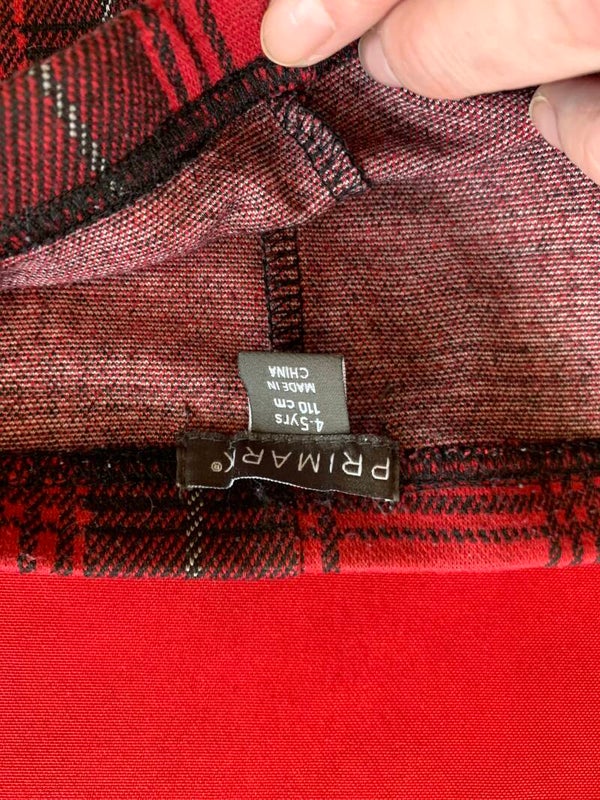 PRIMARK®
4-5yrs
110 cm
MADE IN
CHINA